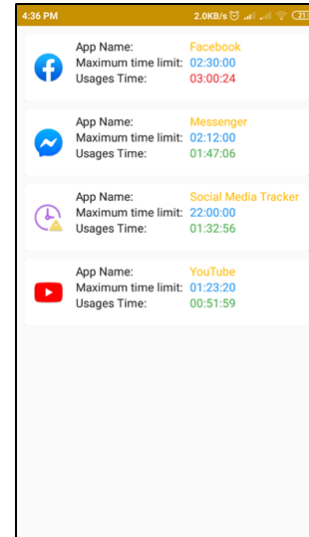 4:36 PM 2.0KB/s 21
App Name: Facebook
Maximum time limit: 02:30:00
Usages Time: 03:00:24
App Name: Messenger
Maximum time limit: 02:12:00
Usages Time: 01:47:06
App Name: Social Media Tracker
Maximum time limit: 22:00:00
Usages Time: 01:32:56
App Name: YouTube
Maximum time limit: 01:23:20
Usages Time: 00:51:59